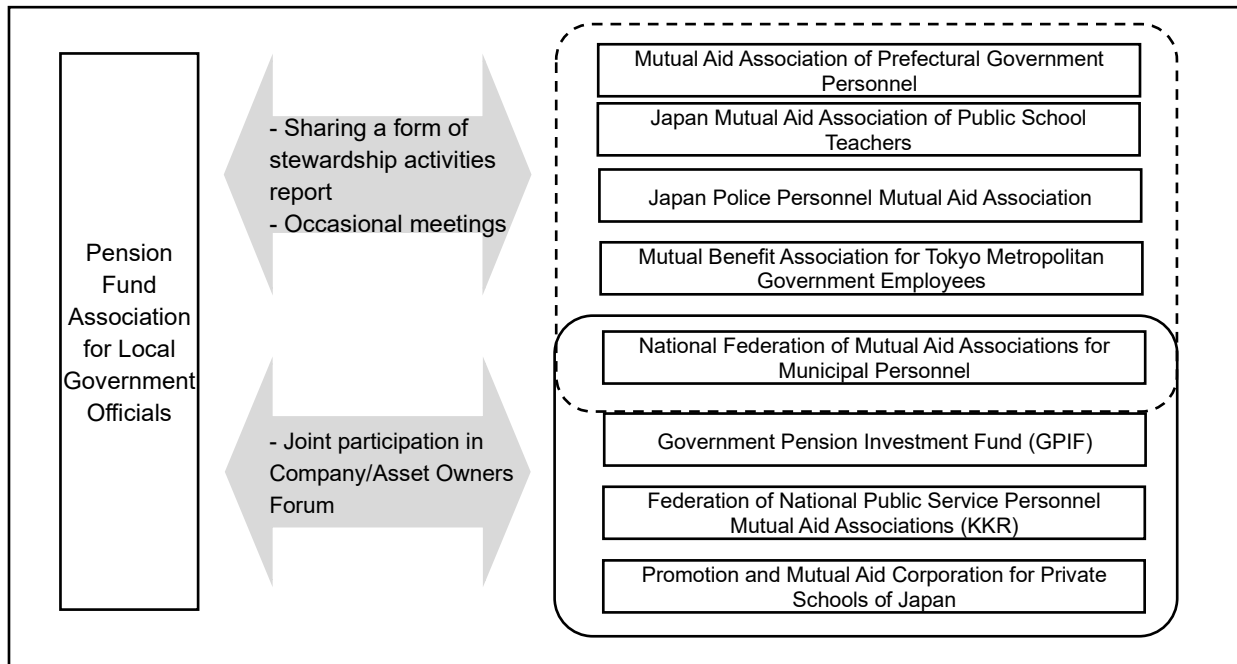 Pension
Fund
Association
for Local
Government
Officials
- Sharing a form of
stewardship activities
report
- Occasional meetings
- Joint participation in
Company/Asset Owners
Forum
Mutual Aid Association of Prefectural Government
Personnel
Japan Mutual Aid Association of Public School
Teachers
Japan Police Personnel Mutual Aid Association
Mutual Benefit Association for Tokyo Metropolitan
Government Employees
National Federation of Mutual Aid Associations for
Municipal Personnel
Government Pension Investment Fund (GPIF)
Federation of National Public Service Personnel
Mutual Aid Associations (KKR)
Promotion and Mutual Aid Corporation for Private
Schools of Japan